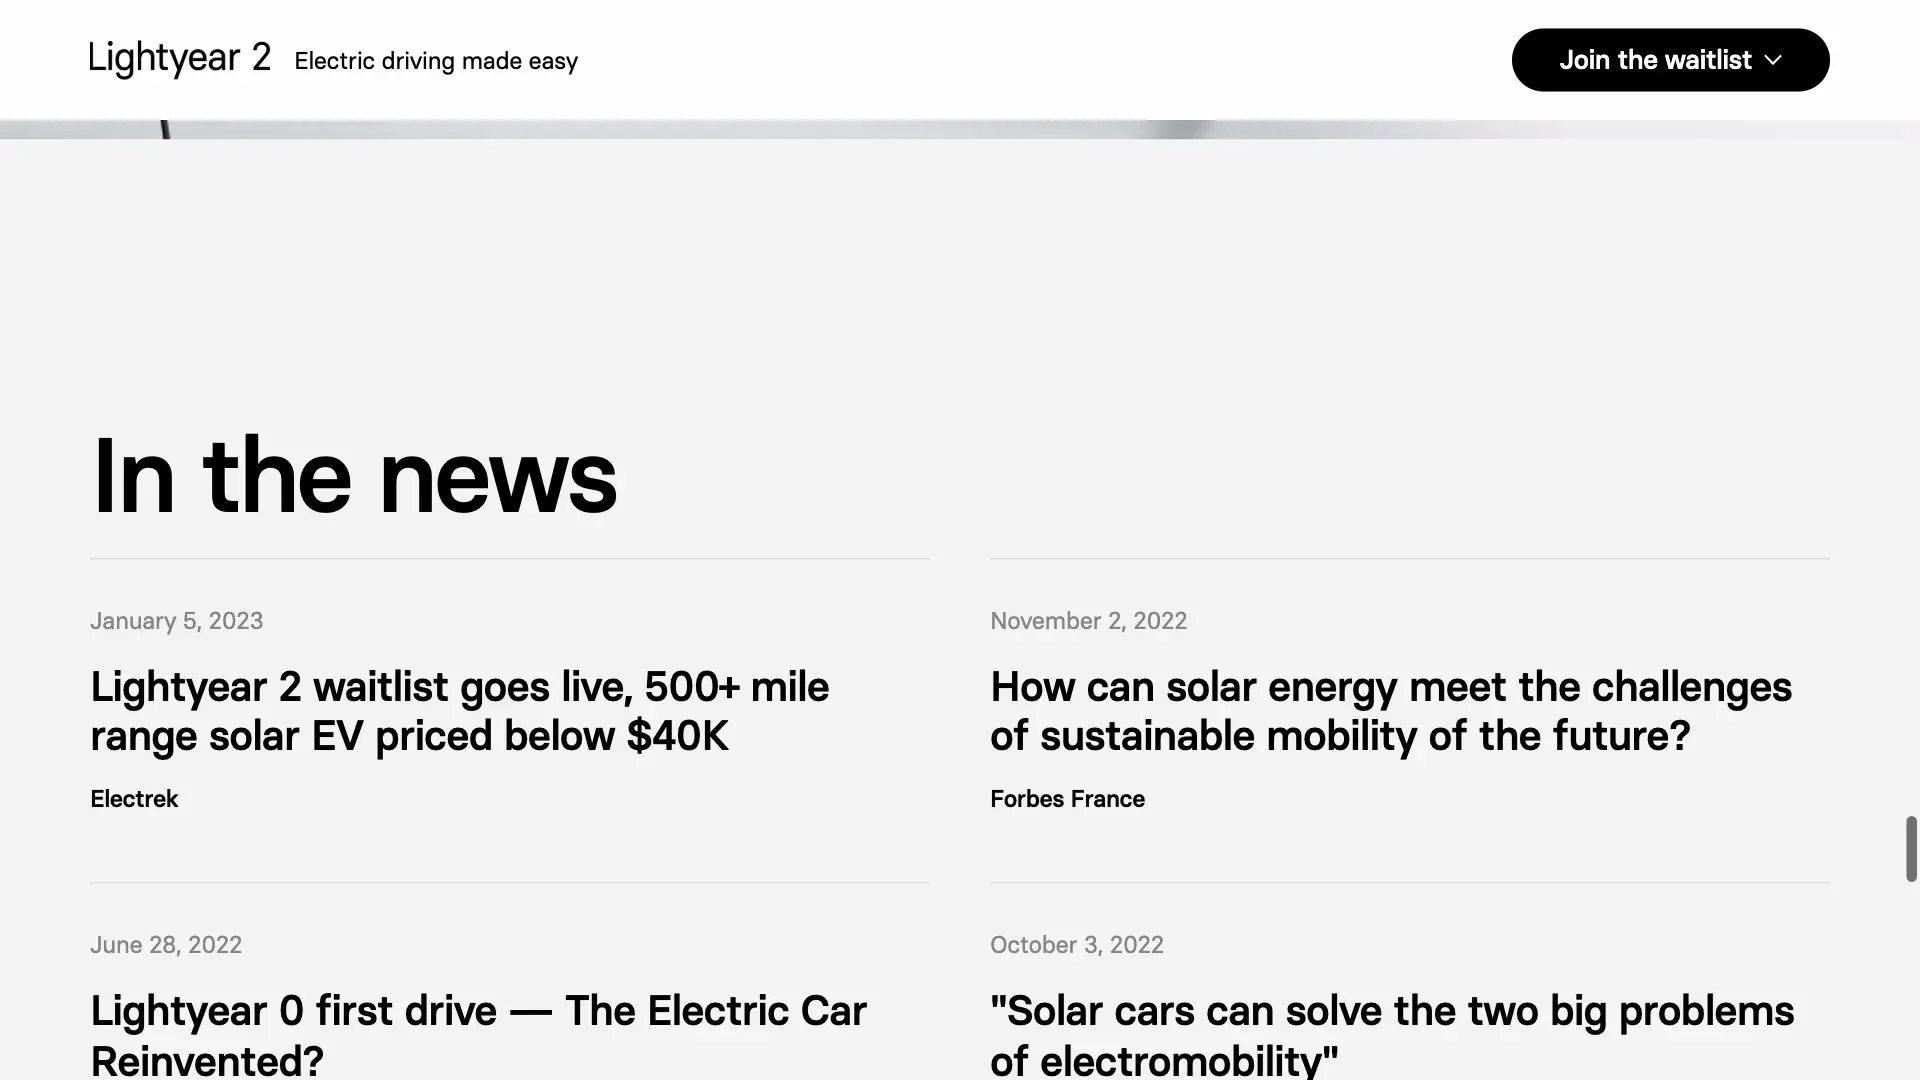 Lightyear 2 Electric driving made easy
Join the waitlist
In the news
January 5, 2023
Lightyear 2 waitlist goes live, 500+ mile
range solar EV priced below $40K
Electrek
November 2, 2022
How can solar energy meet the challenges
of sustainable mobility of the future?
Forbes France
June 28, 2022
Lightyear 0 first drive — The Electric Car
Reinvented?
October 3, 2022
"Solar cars can solve the two big problems
of electromobility"